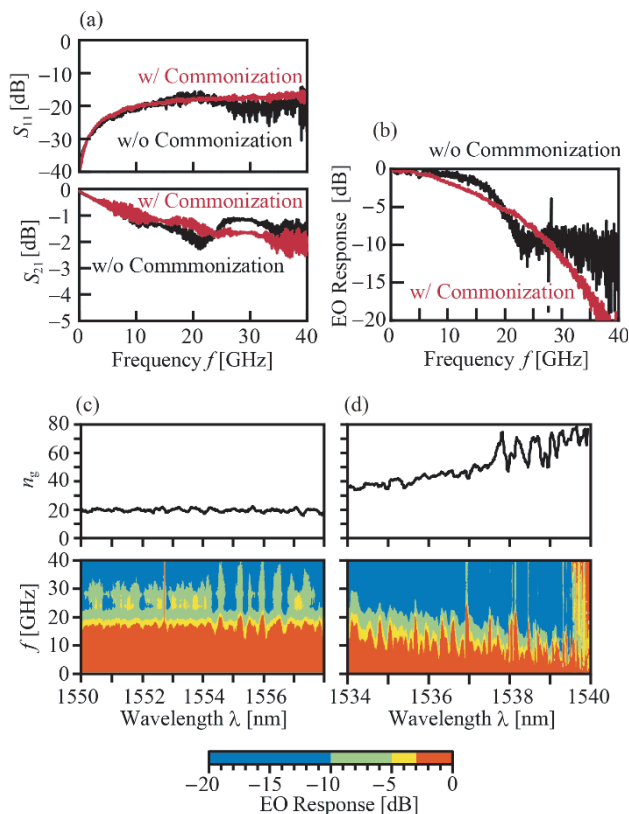 (a)
0
−10
−20
−30
−40
S11 [dB]
w/ Commonization
w/o Commonization
0
−1
−2
−3
−4
−5
S21 [dB]
w/ Commonization
w/o Commmonization
0 10 20 30 40
Frequency f [GHz]
(b)
w/o Commmonization
0
−5
−10
−15
−20
EO Response [dB]
w/ Commonization
0 10 20 30 40
Frequency f [GHz]
(c)
80
60
40
20
0
ng
40
30
20
10
0
f [GHz]
1550 1552 1554 1556
Wavelength λ [nm]
(d)
1534 1536 1538 1540
Wavelength λ [nm]
−20 −15 −10 −5 0
EO Response [dB]